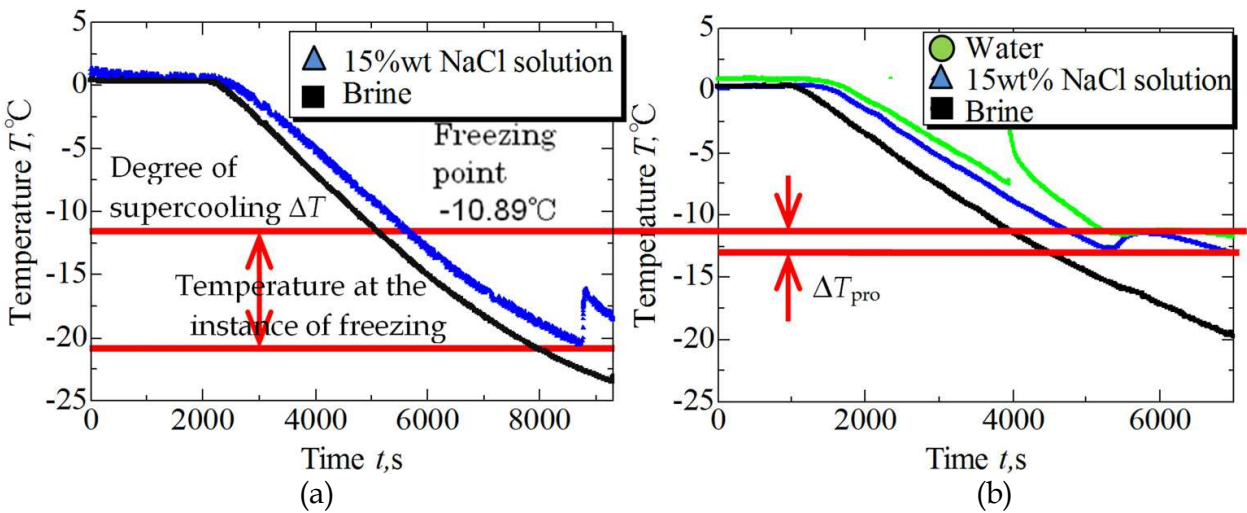 5
0
-5
-10
-15
-20
-25
Temperature T,℃
15%wt NaCl solution
Brine
Freezing
point
-10.89℃
Degree of
supercooling ΔT
Temperature at the
instance of freezing
0
2000
4000
6000
8000
Time t,s
(a)
5
0
-5
-10
-15
-20
-25
Temperature T,℃
Water
15wt% NaCl solution
Brine
ΔTpro
0
2000
4000
6000
Time t,s
(b)